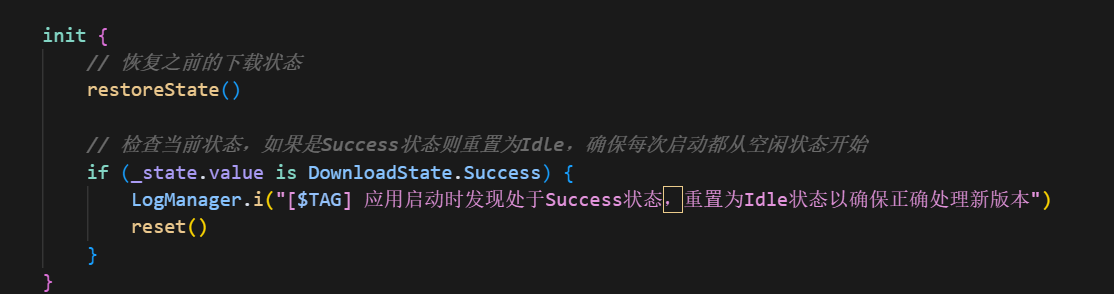 init {
// 恢复之前的下载状态
restoreState()
// 检查当前状态，如果是Success状态则重置为Idle，确保每次启动都从空闲状态开始
if (_state.value is DownloadState.Success) {
LogManager.i("[$TAG] 应用启动时发现处于Success状态，重置为Idle状态以确保正确处理新版本")
reset()
}
}